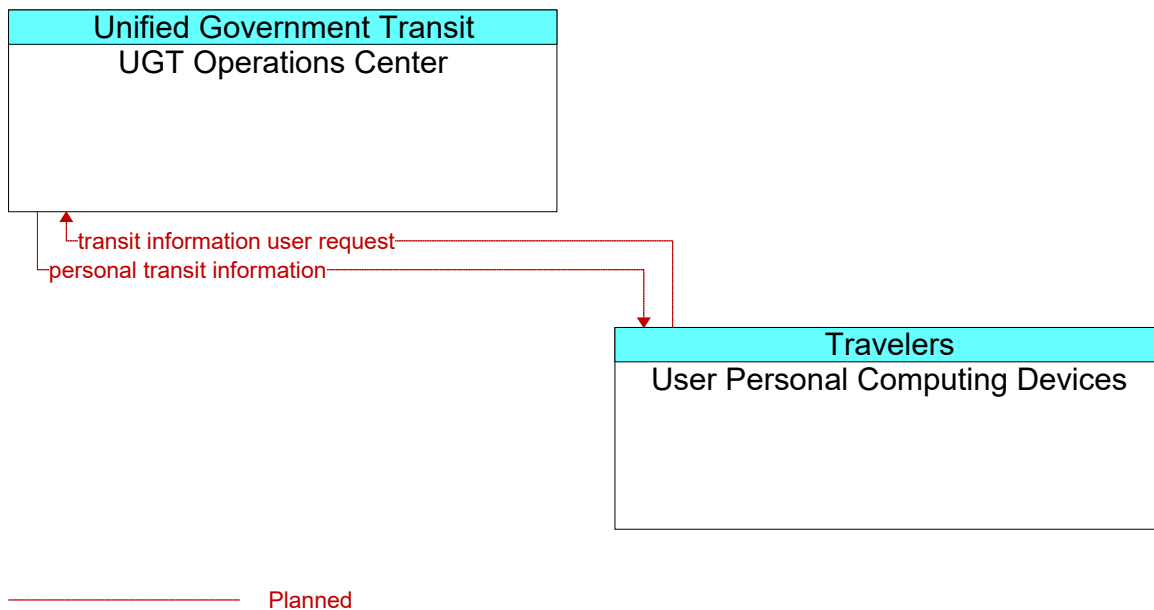 Unified Government Transit
UGT Operations Center
transit information user request
personal transit information
Travelers
User Personal Computing Devices
Planned